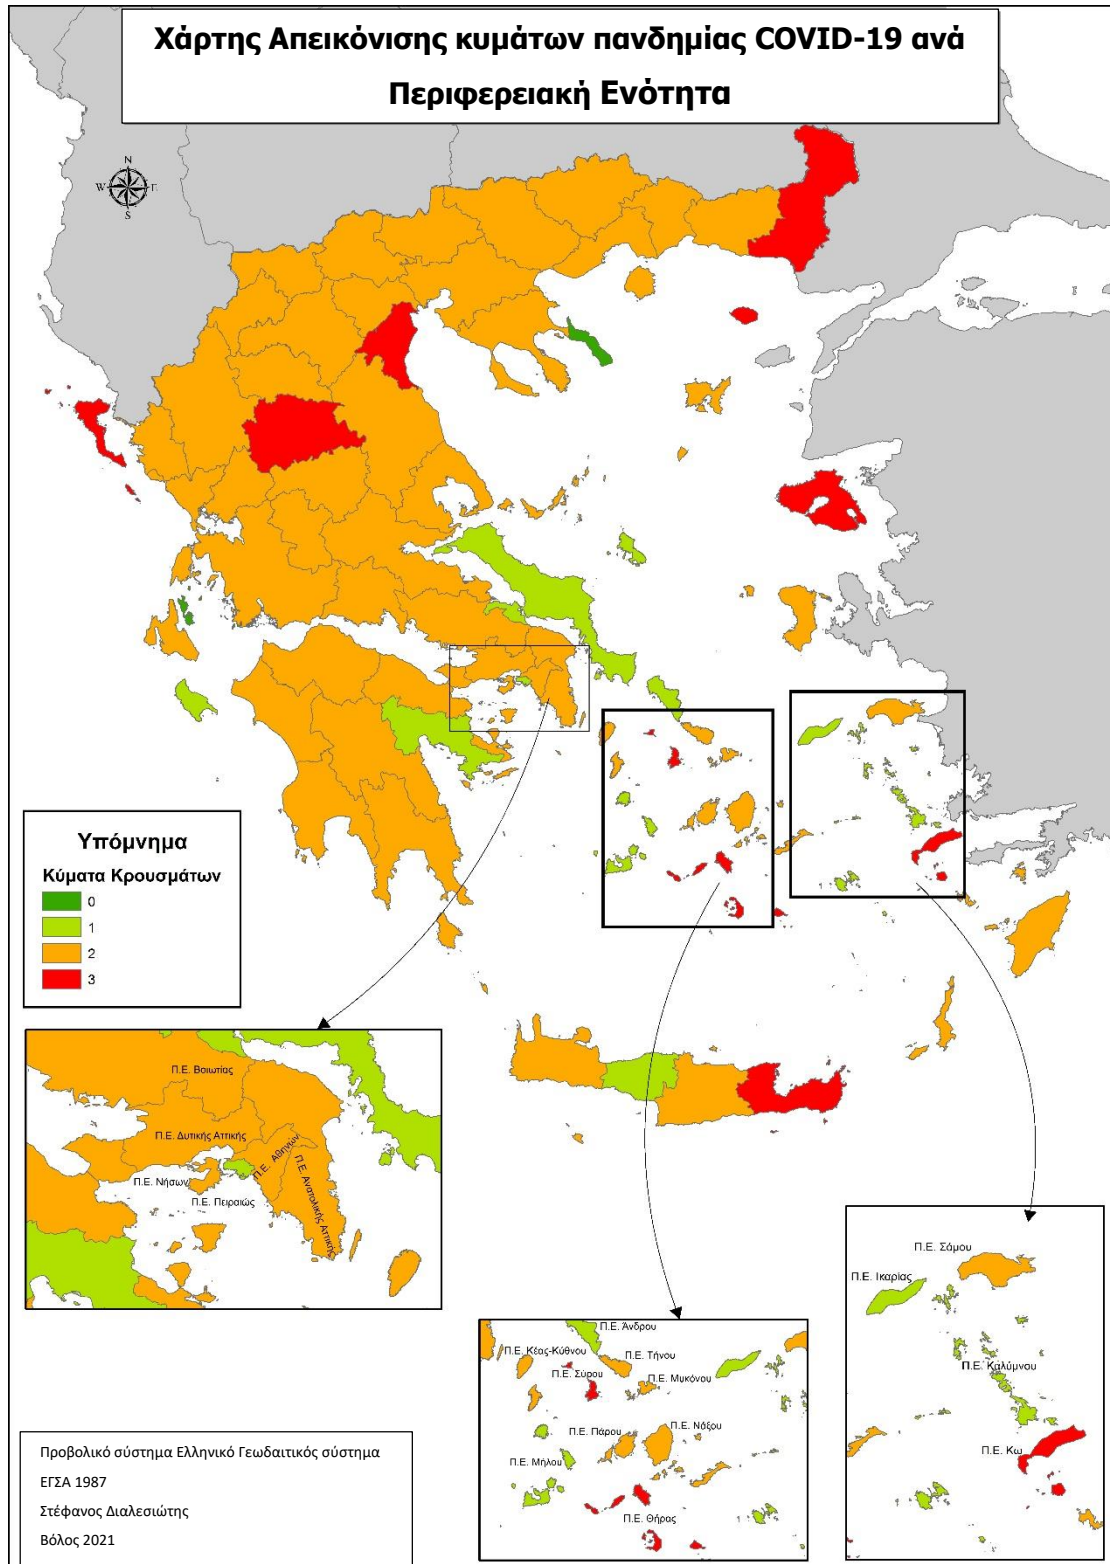 Χάρτης Απεικόνισης κυμάτων πανδημίας COVID-19 ανά
Περιφερειακή Ενότητα
N
W
E
S
Υπόμνημα
Κύματα Κρουσμάτων
0
1
2
3
Π.Ε. Βοιωτίας
Π.Ε. Δυτικής Αττικής
Π.Ε. Αθηνών
Π.Ε. Νήσων
Π.Ε. Πειραιώς
Π.Ε. Ανατολικής Αττικής
Π.Ε. Σάμου
Π.Ε. Ικαρίας
Π.Ε. Καλύμνου
Π.Ε. Κω
Π.Ε. Άνδρου
Π.Ε. Κέας-Κύθνου
Π.Ε. Τήνου
Π.Ε. Σύρου
Π.Ε. Μυκόνου
Π.Ε. Πάρου
Π.Ε. Νάξου
Π.Ε. Μήλου
Π.Ε. Θήρας
Προβολικό σύστημα Ελληνικό Γεωδαιτικός σύστημα
ΕΓΣΑ 1987
Στέφανος Διαλεσιώτης
Βόλος 2021